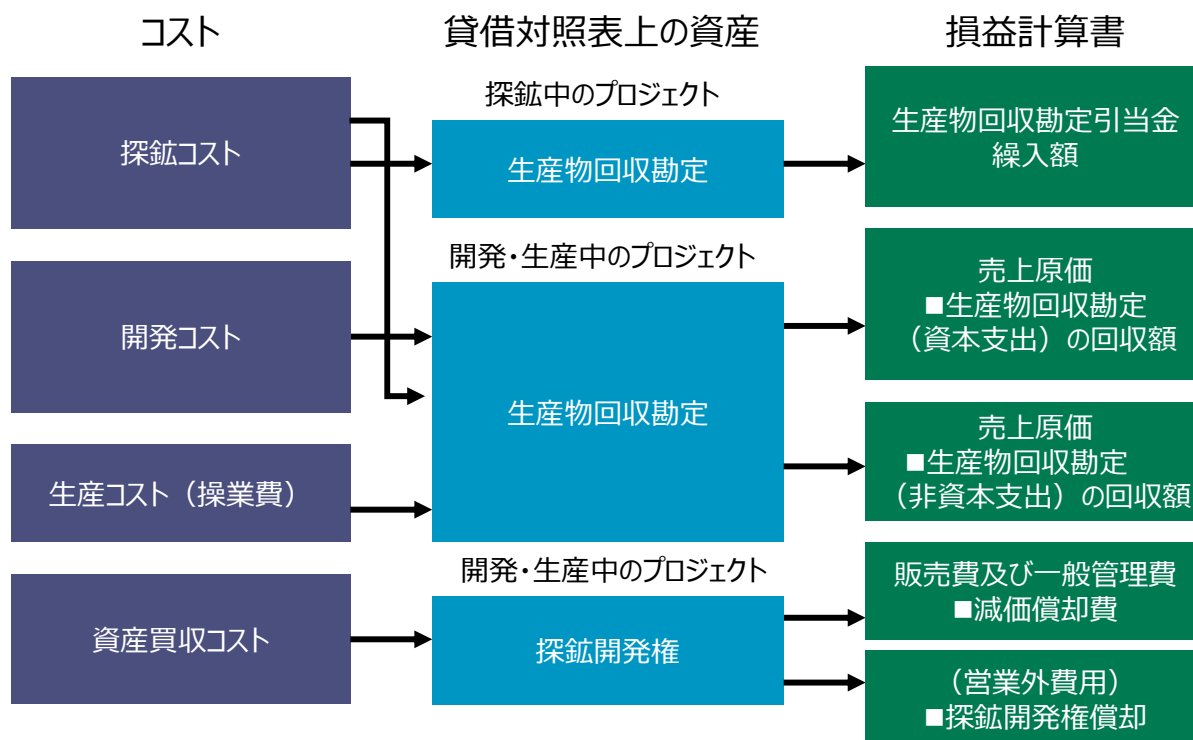 コスト
貸借対照表上の資産
損益計算書
探鉱コスト
開発コスト
生産コスト（操業費）
資産買収コスト
探鉱中のプロジェクト
生産物回収勘定
開発・生産中のプロジェクト
生産物回収勘定
開発・生産中のプロジェクト
探鉱開発権
生産物回収勘定引当金
繰入額
売上原価
■生産物回収勘定
（資本支出）の回収額
売上原価
■生産物回収勘定
（非資本支出）の回収額
販売費及び一般管理費
■減価償却費
（営業外費用）
■探鉱開発権償却